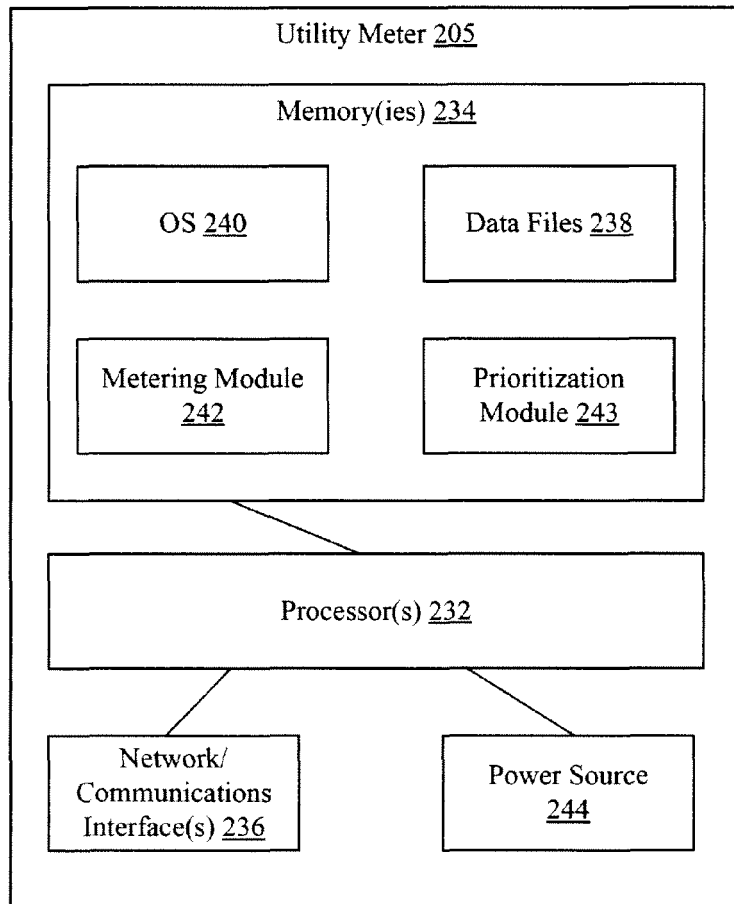 Utility Meter 205
Memory(ies) 234
OS 240
Data Files 238
Metering Module
242
Prioritization
Module 243
Processor(s) 232
Network/
Communications
Interface(s) 236
Power Source
244